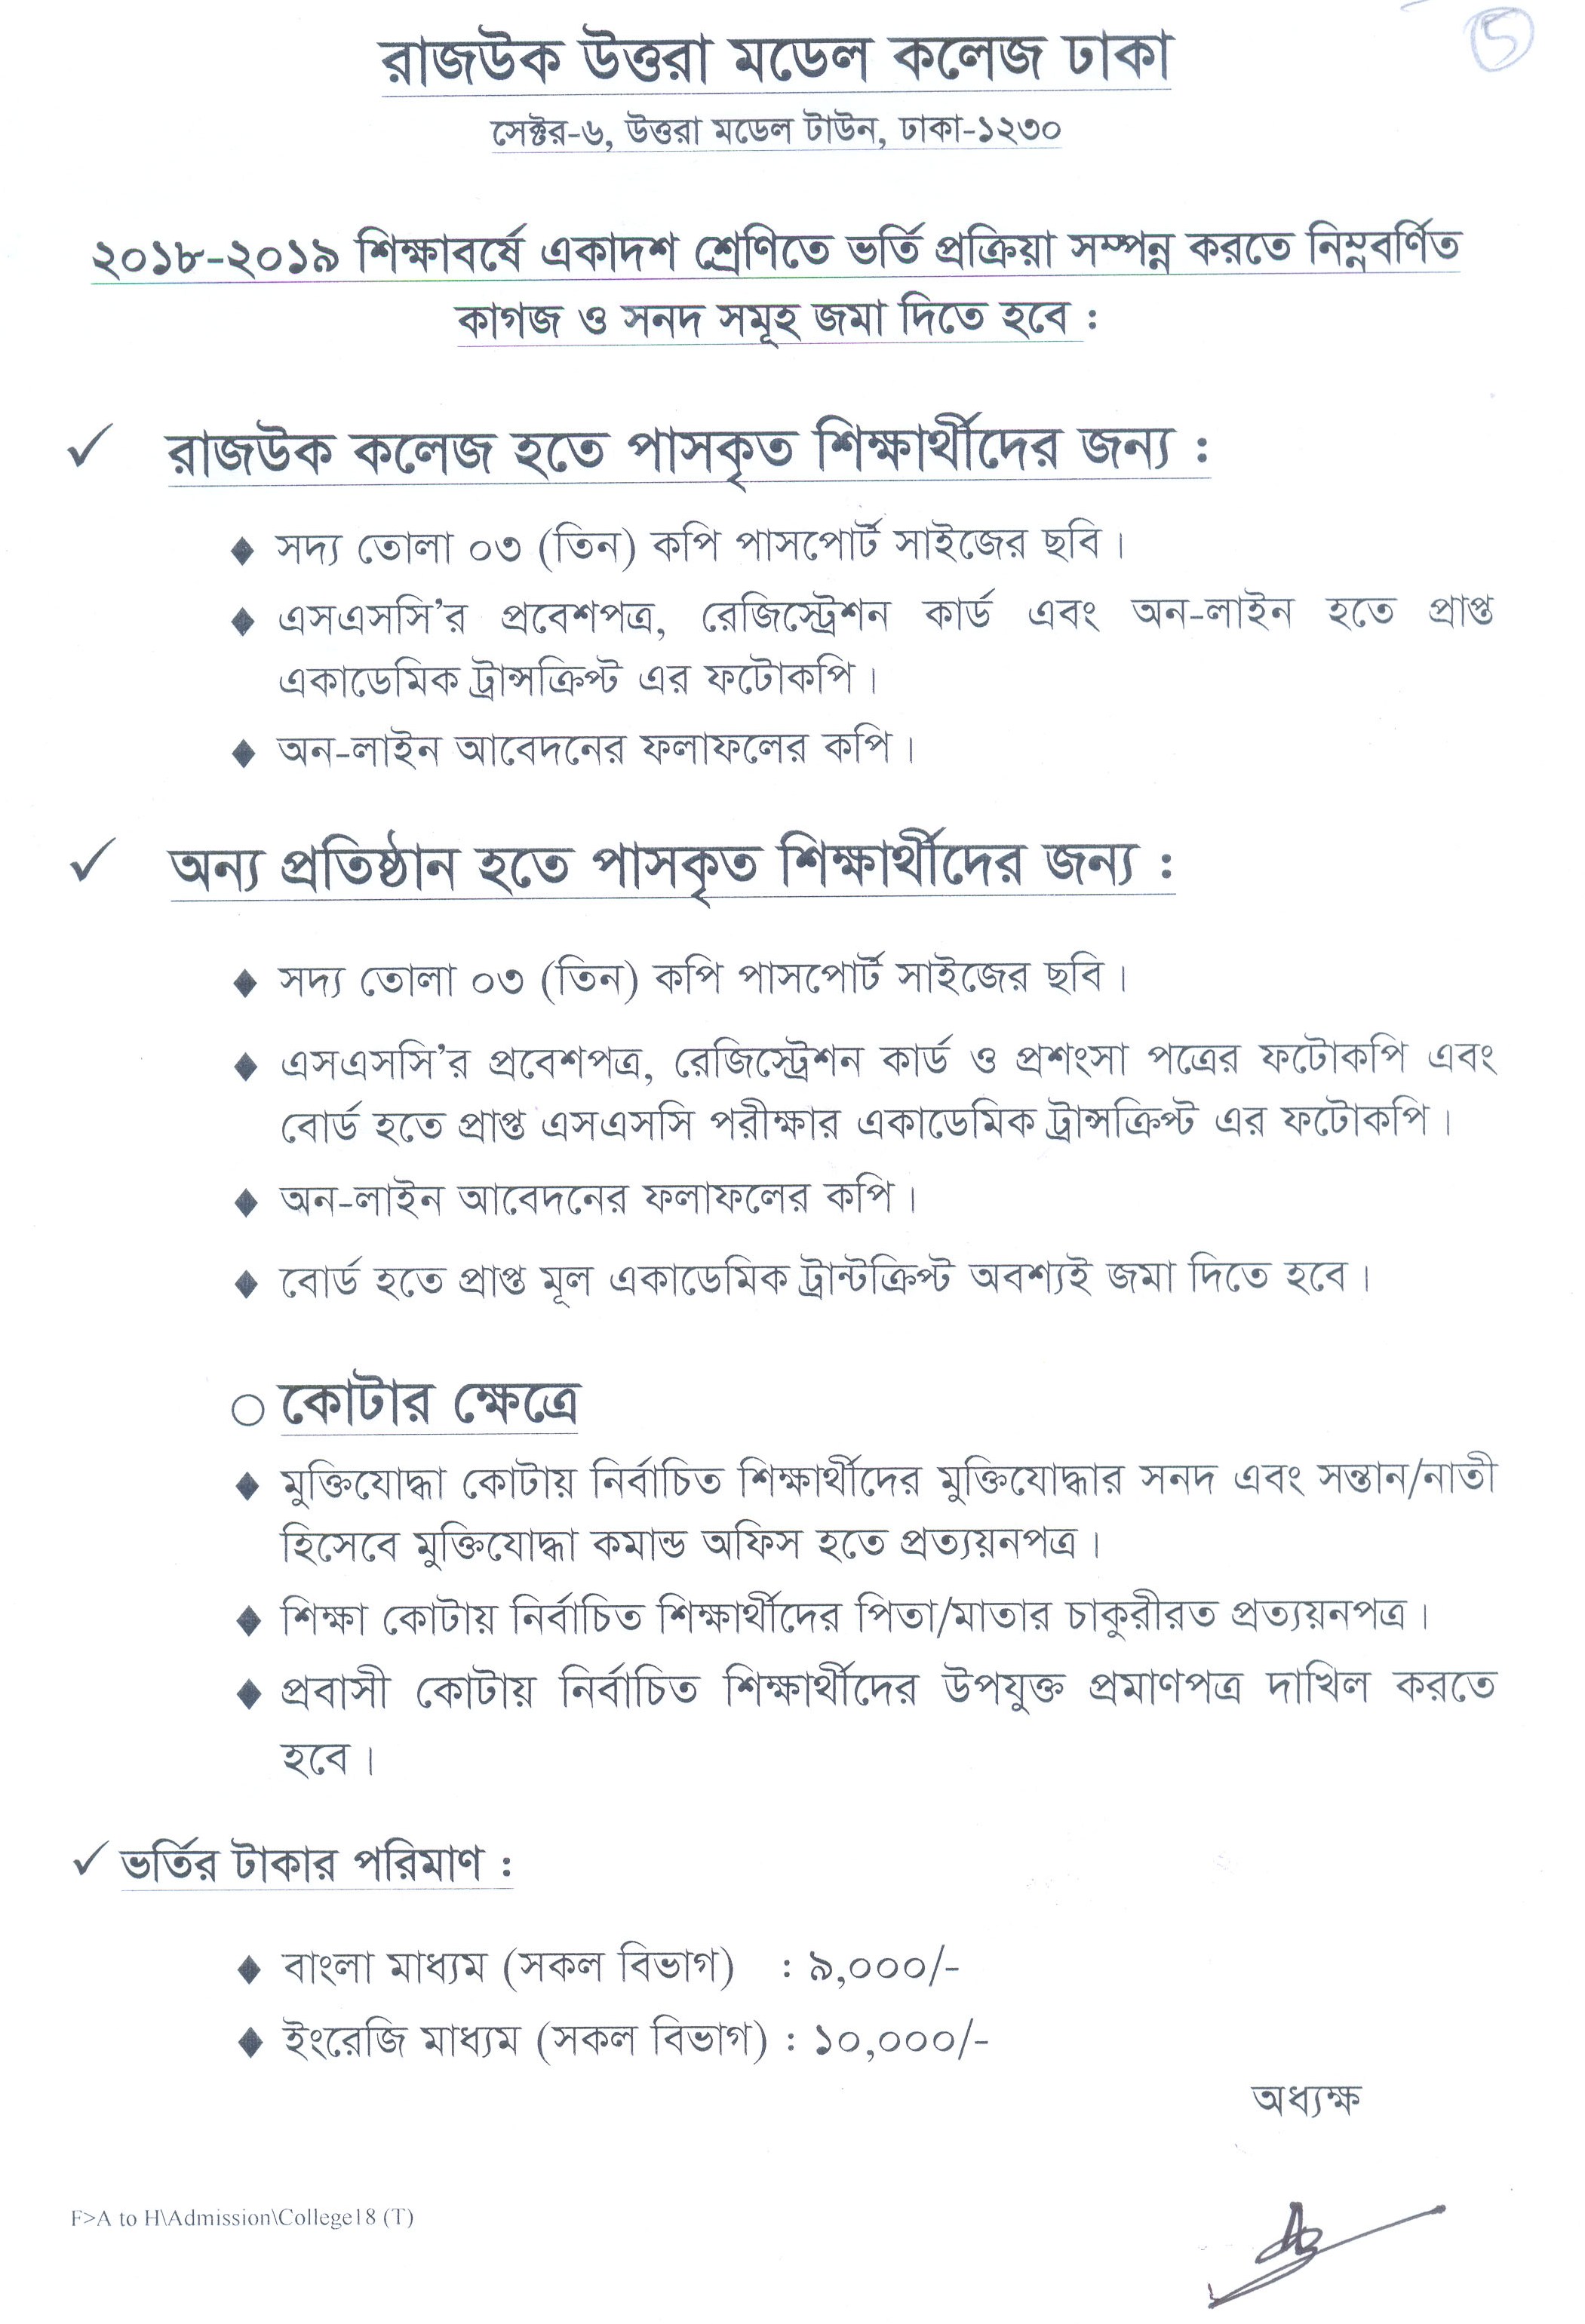 5
রাজউক উত্তরা মডেল কলেজ ঢাকা
সেক্টর-৬, উত্তরা মডেল টাউন, ঢাকা-১২৩০
২০১৮-২০১৯ শিক্ষাবর্ষে একাদশ শ্রেণিতে ভর্তি প্রক্রিয়া সম্পন্ন করতে নিম্নবর্ণিত
কাগজ ও সনদ সমূহ জমা দিতে হবে :
✓ রাজউক কলেজ হতে পাসকৃত শিক্ষার্থীদের জন্য :
♦ সদ্য তোলা ০৩ (তিন) কপি পাসপোর্ট সাইজের ছবি।
♦ এসএসসি’র প্রবেশপত্র, রেজিস্ট্রেশন কার্ড এবং অন-লাইন হতে প্রাপ্ত
একাডেমিক ট্রান্সক্রিপ্ট এর ফটোকপি।
♦ অন-লাইন আবেদনের ফলাফলের কপি।
✓ অন্য প্রতিষ্ঠান হতে পাসকৃত শিক্ষার্থীদের জন্য :
♦ সদ্য তোলা ০৩ (তিন) কপি পাসপোর্ট সাইজের ছবি।
♦ এসএসসি’র প্রবেশপত্র, রেজিস্ট্রেশন কার্ড ও প্রশংসা পত্রের ফটোকপি এবং
বোর্ড হতে প্রাপ্ত এসএসসি পরীক্ষার একাডেমিক ট্রান্সক্রিপ্ট এর ফটোকপি।
♦ অন-লাইন আবেদনের ফলাফলের কপি।
♦ বোর্ড হতে প্রাপ্ত মূল একাডেমিক ট্রান্টক্রিপ্ট অবশ্যই জমা দিতে হবে।
○ কোটার ক্ষেত্রে
♦ মুক্তিযোদ্ধা কোটায় নির্বাচিত শিক্ষার্থীদের মুক্তিযোদ্ধার সনদ এবং সন্তান/নাতী
হিসেবে মুক্তিযোদ্ধা কমান্ড অফিস হতে প্রত্যয়নপত্র।
♦ শিক্ষা কোটায় নির্বাচিত শিক্ষার্থীদের পিতা/মাতার চাকুরীরত প্রত্যয়নপত্র।
♦ প্রবাসী কোটায় নির্বাচিত শিক্ষার্থীদের উপযুক্ত প্রমাণপত্র দাখিল করতে
হবে।
✓ ভর্তির টাকার পরিমাণ :
♦ বাংলা মাধ্যম (সকল বিভাগ) : ৯,০০০/-
♦ ইংরেজি মাধ্যম (সকল বিভাগ) : ১০,০০০/-
অধ্যক্ষ
F>A to H\Admission\College18 (T)